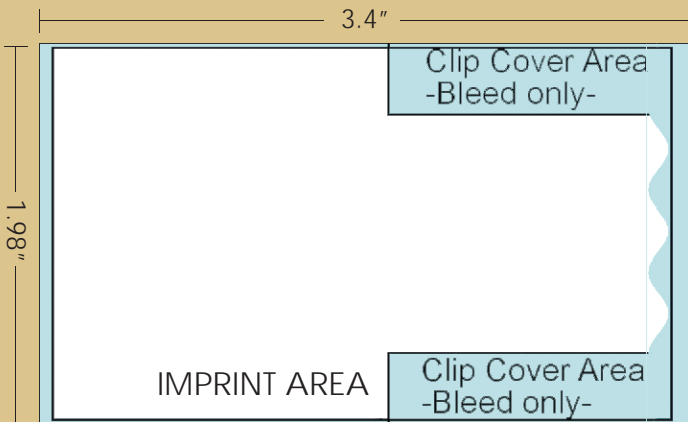 3.4"
Clip Cover Area
-Bleed only-
1.98"
IMPRINT AREA
Clip Cover Area
-Bleed only-